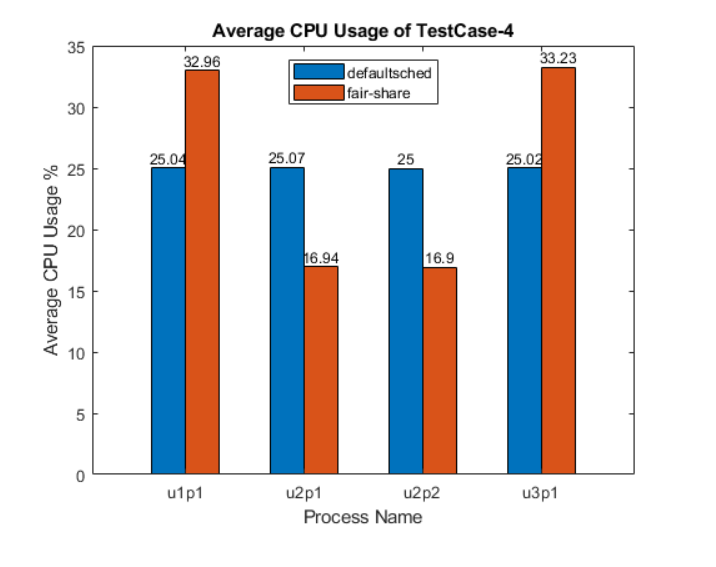 Average CPU Usage of TestCase-4
defaultsched
fair-share
Average CPU Usage %
35
30
25
20
15
10
5
0
25.04
32.96
25.07
16.94
25
16.9
25.02
33.23
u1p1
u2p1
u2p2
u3p1
Process Name